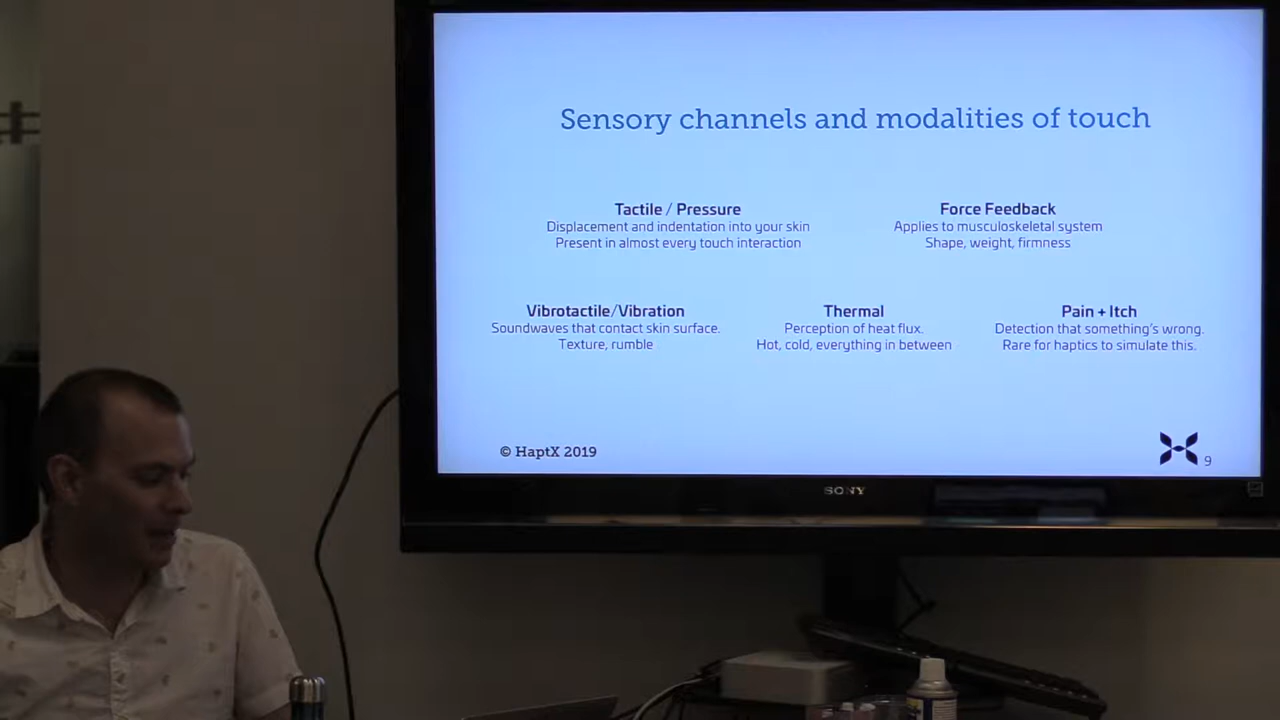 Sensory channels and modalities of touch
Tactile / Pressure
Displacement and indentation into your skin
Present in almost every touch interaction
Force Feedback
Applies to musculoskeletal system
Shape, weight, firmness
Vibrotactile/Vibration
Soundwaves that contact skin surface.
Texture, rumble
Thermal
Perception of heat flux.
Hot, cold, everything in between
Pain + Itch
Detection that something's wrong.
Rare for haptics to simulate this.
© HaptX 2019
9
SONY